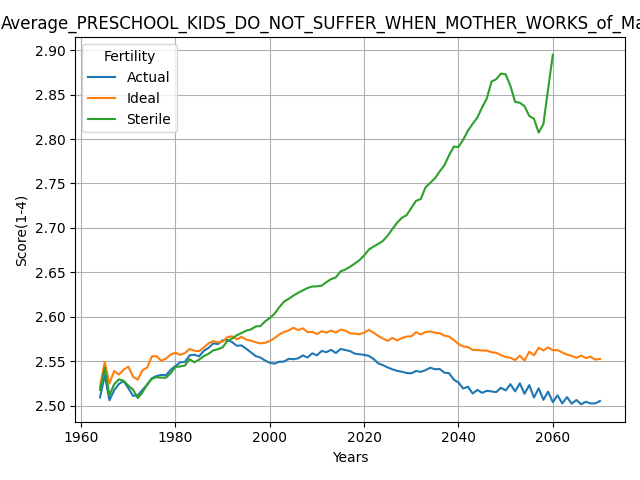 Average_PRESCHOOL_KIDS_DO_NOT_SUFFER_WHEN_MOTHER_WORKS_of_Ma
Fertility
Actual
Ideal
Sterile
Score(1-4)
2.90
2.85
2.80
2.75
2.70
2.65
2.60
2.55
2.50
1960 1980 2000 2020 2040 2060
Years